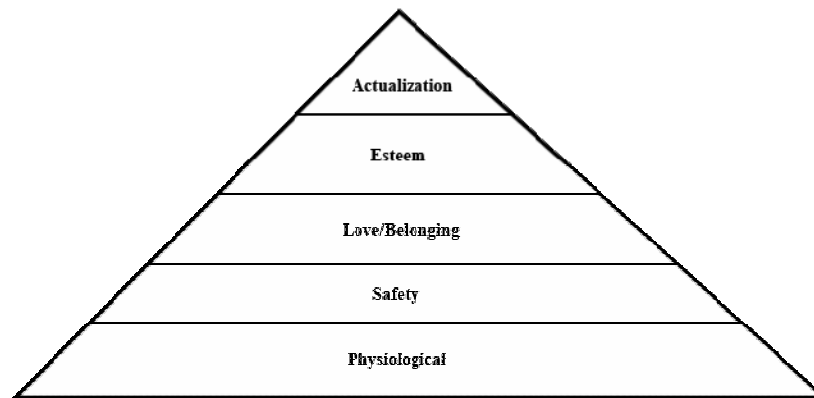 Actualization
Esteem
Love/Belonging
Safety
Physiological